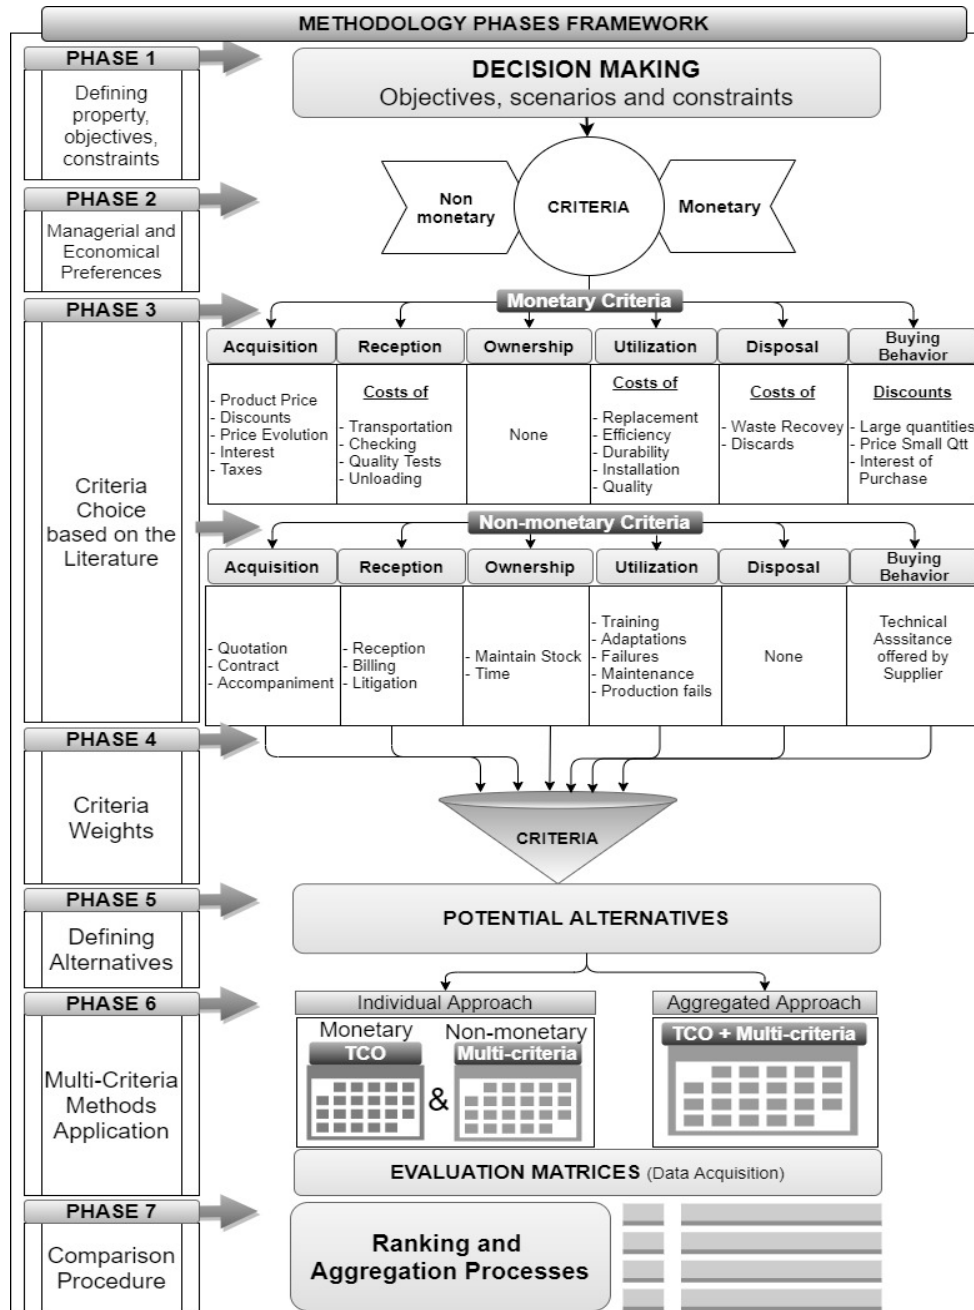 METHODOLOGY PHASES FRAMEWORK
PHASE 1
Defining
property,
objectives,
constraints
DECISION MAKING
Objectives, scenarios and constraints
PHASE 2
Managerial and
Economical
Preferences
Non
monetary
CRITERIA
Monetary
PHASE 3
Criteria
Choice
based on the
Literature
Monetary Criteria
Acquisition
Reception
Ownership
Utilization
Disposal
Buying
Behavior
- Product Price
- Discounts
- Price Evolution
- Interest
- Taxes
Costs of
- Transportation
- Checking
- Quality Tests
- Unloading
None
Costs of
- Replacement
- Efficiency
- Durability
- Installation
- Quality
Costs of
- Waste Recovey
- Discards
Discounts
- Large quantities
- Price Small Qtt
- Interest of
Purchase
Non-monetary Criteria
Acquisition
Reception
Ownership
Utilization
Disposal
Buying
Behavior
- Quotation
- Contract
- Accompaniment
- Reception
- Billing
- Litigation
- Maintain Stock
- Time
- Training
- Adaptations
- Failures
- Maintenance
- Production fails
None
Technical
Asssitance
offered by
Supplier
PHASE 4
Criteria
Weights
CRITERIA
PHASE 5
Defining
Alternatives
POTENTIAL ALTERNATIVES
PHASE 6
Multi-Criteria
Methods
Application
Individual Approach
Monetary
TCO
&
Non-monetary
Multi-criteria
Aggregated Approach
TCO + Multi-criteria
EVALUATION MATRICES (Data Acquisition)
PHASE 7
Comparison
Procedure
Ranking and
Aggregation Processes